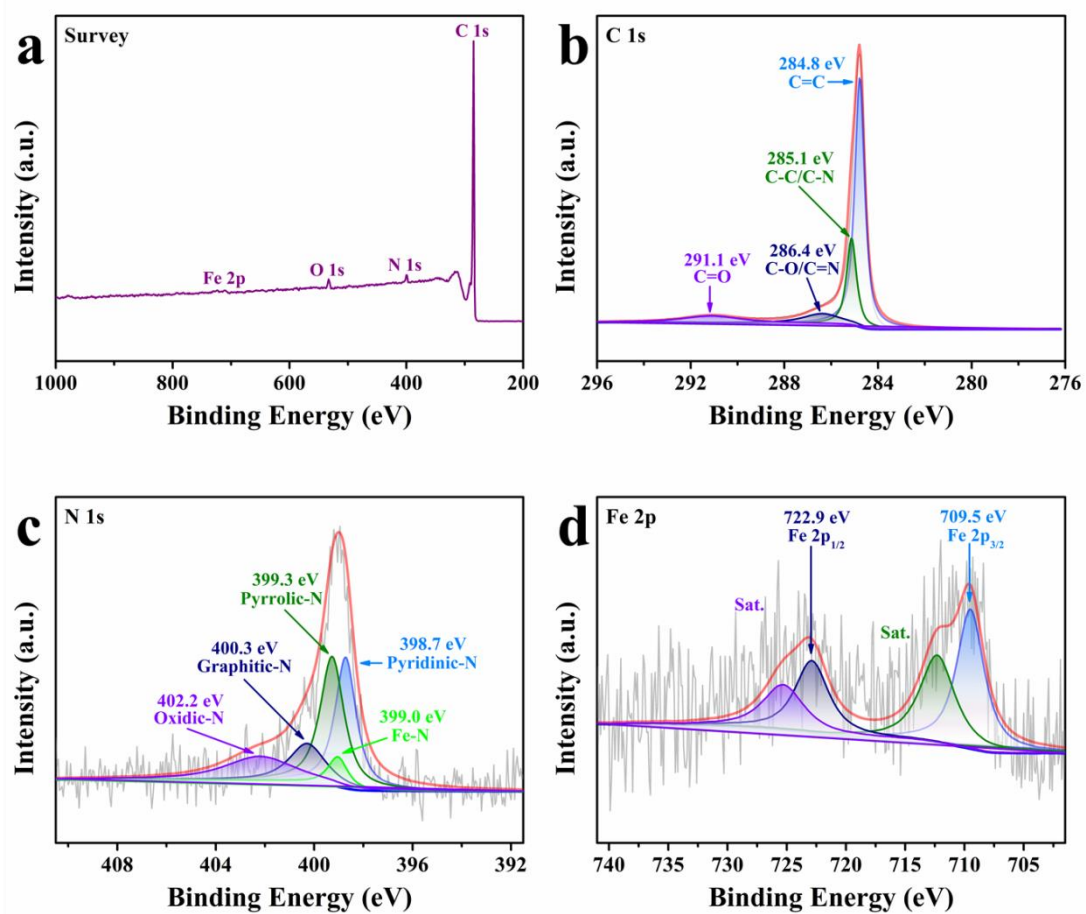 a
Survey
C 1s
Fe 2p
O 1s
N 1s
Intensity (a.u.)
1000
800
600
400
200
Binding Energy (eV)
b
C 1s
284.8 eV
C=C
285.1 eV
C-C/C-N
286.4 eV
C-O/C=N
291.1 eV
C=O
Intensity (a.u.)
296
292
288
284
280
276
Binding Energy (eV)
c
N 1s
399.3 eV
Pyrrolic-N
400.3 eV
Graphitic-N
398.7 eV
Pyridinic-N
402.2 eV
Oxidic-N
399.0 eV
Fe-N
Intensity (a.u.)
408
404
400
396
392
Binding Energy (eV)
d
Fe 2p
722.9 eV
Fe 2p1/2
709.5 eV
Fe 2p3/2
Sat.
Sat.
Intensity (a.u.)
740
735
730
725
720
715
710
705
Binding Energy (eV)